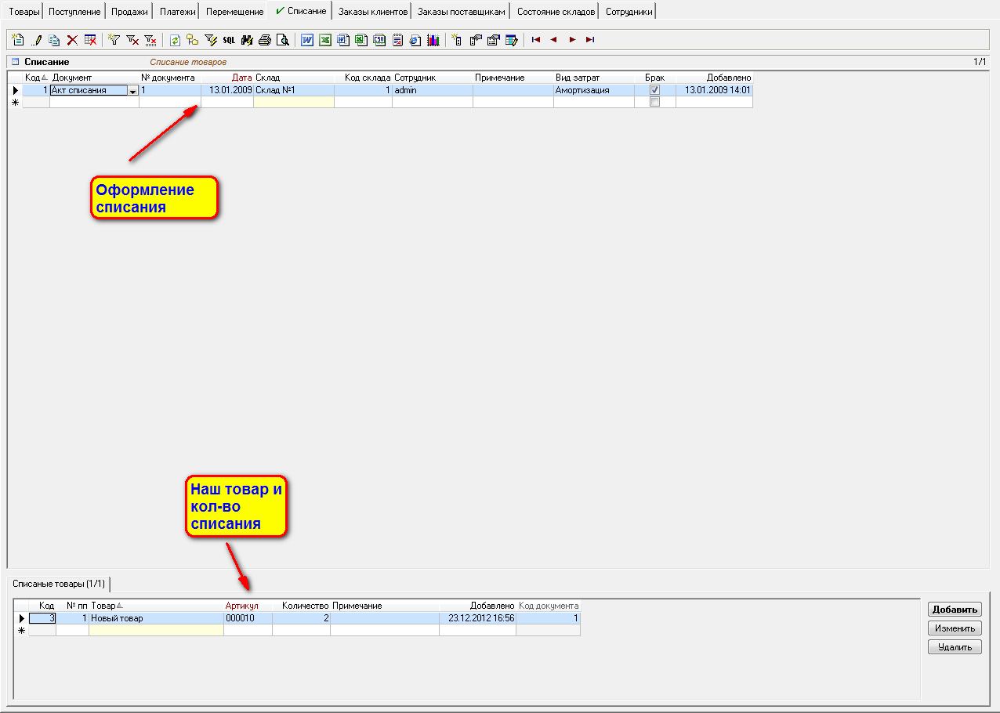 Товары Поступление Продажи Платежи Перемещение Списание Заказы клиентов Заказы поставщикам Состояние складов Сотрудники
SQL
Списание Списание товаров 1/1
Код Документ № документа Дата Склад Код склада Сотрудник Примечание Вид затрат Брак Добавлено
1 Акт списания 1 13.01.2009 Склад №1 1 admin Амортизация 13.01.2009 14:01
Оформление
списания
Наш товар и
кол-во
списания
Списаные товары (1/1)
Код № пп Товар Артикул Количество Примечание Добавлено Код документа
3 1 Новый товар 000010 2 23.12.2012 16:56 1
Добавить
Изменить
Удалить